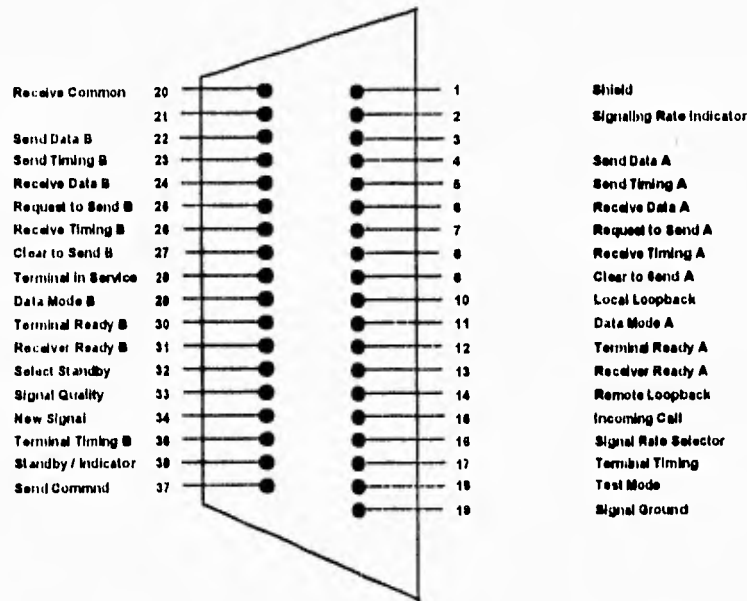 Receive Common 20 1 Shield
21 2 Signaling Rate Indicator
Send Data B 22 3
Send Timing B 23 4 Send Data A
Receive Data B 24 5 Send Timing A
Request to Send B 25 6 Receive Data A
Receive Timing B 26 7 Request to Send A
Clear to Send B 27 8 Receive Timing A
Terminal in Service 28 9 Clear to Send A
Data Mode B 29 10 Local Loopback
Terminal Ready B 30 11 Data Mode A
Receiver Ready B 31 12 Terminal Ready A
Select Standby 32 13 Receiver Ready A
Signal Quality 33 14 Remote Loopback
New Signal 34 15 Incoming Call
Terminal Timing B 35 16 Signal Rate Selector
Standby / Indicator 36 17 Terminal Timing
Send Commnd 37 18 Test Mode
19 Signal Ground